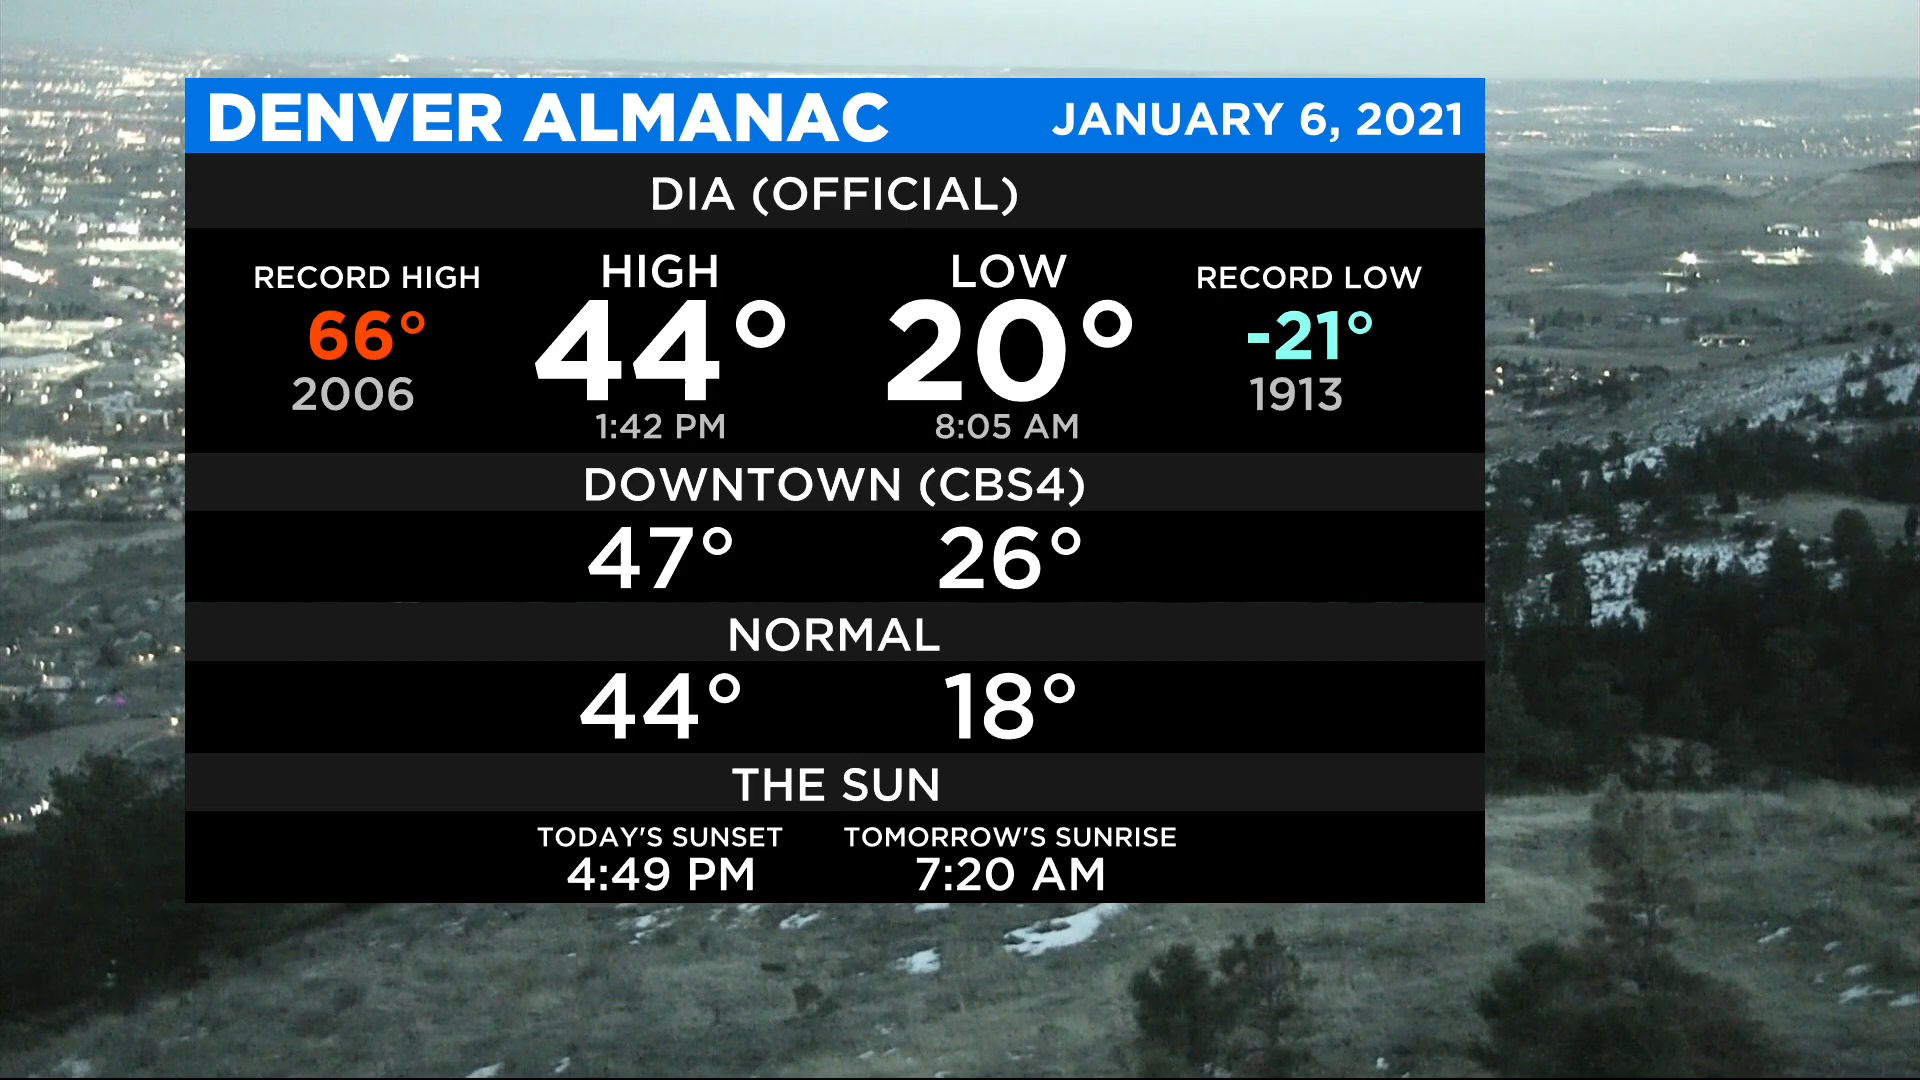 DENVER ALMANAC JANUARY 6, 2021
DIA (OFFICIAL)
RECORD HIGH HIGH LOW RECORD LOW
66° 44° 20° -21°
2006 1:42 PM 8:05 AM 1913
DOWNTOWN (CBS4)
47° 26°
NORMAL
44° 18°
THE SUN
TODAY'S SUNSET TOMORROW'S SUNRISE
4:49 PM 7:20 AM